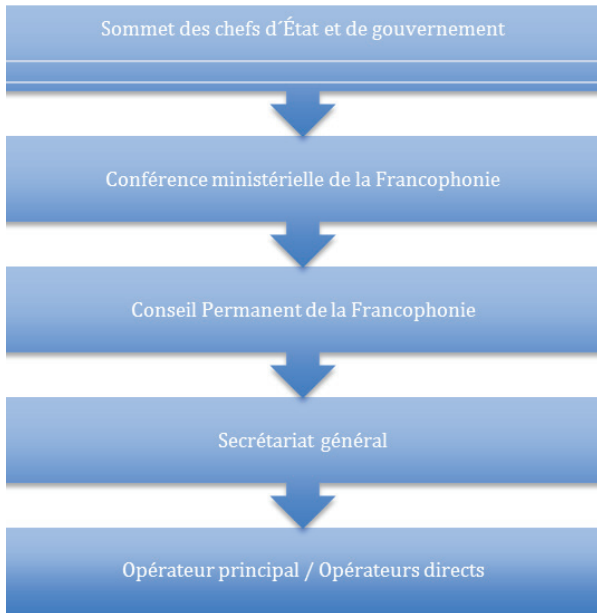 Sommet des chefs d´État et de gouvernement
Conférence ministérielle de la Francophonie
Conseil Permanent de la Francophonie
Secrétariat général
Opérateur principal / Opérateurs directs